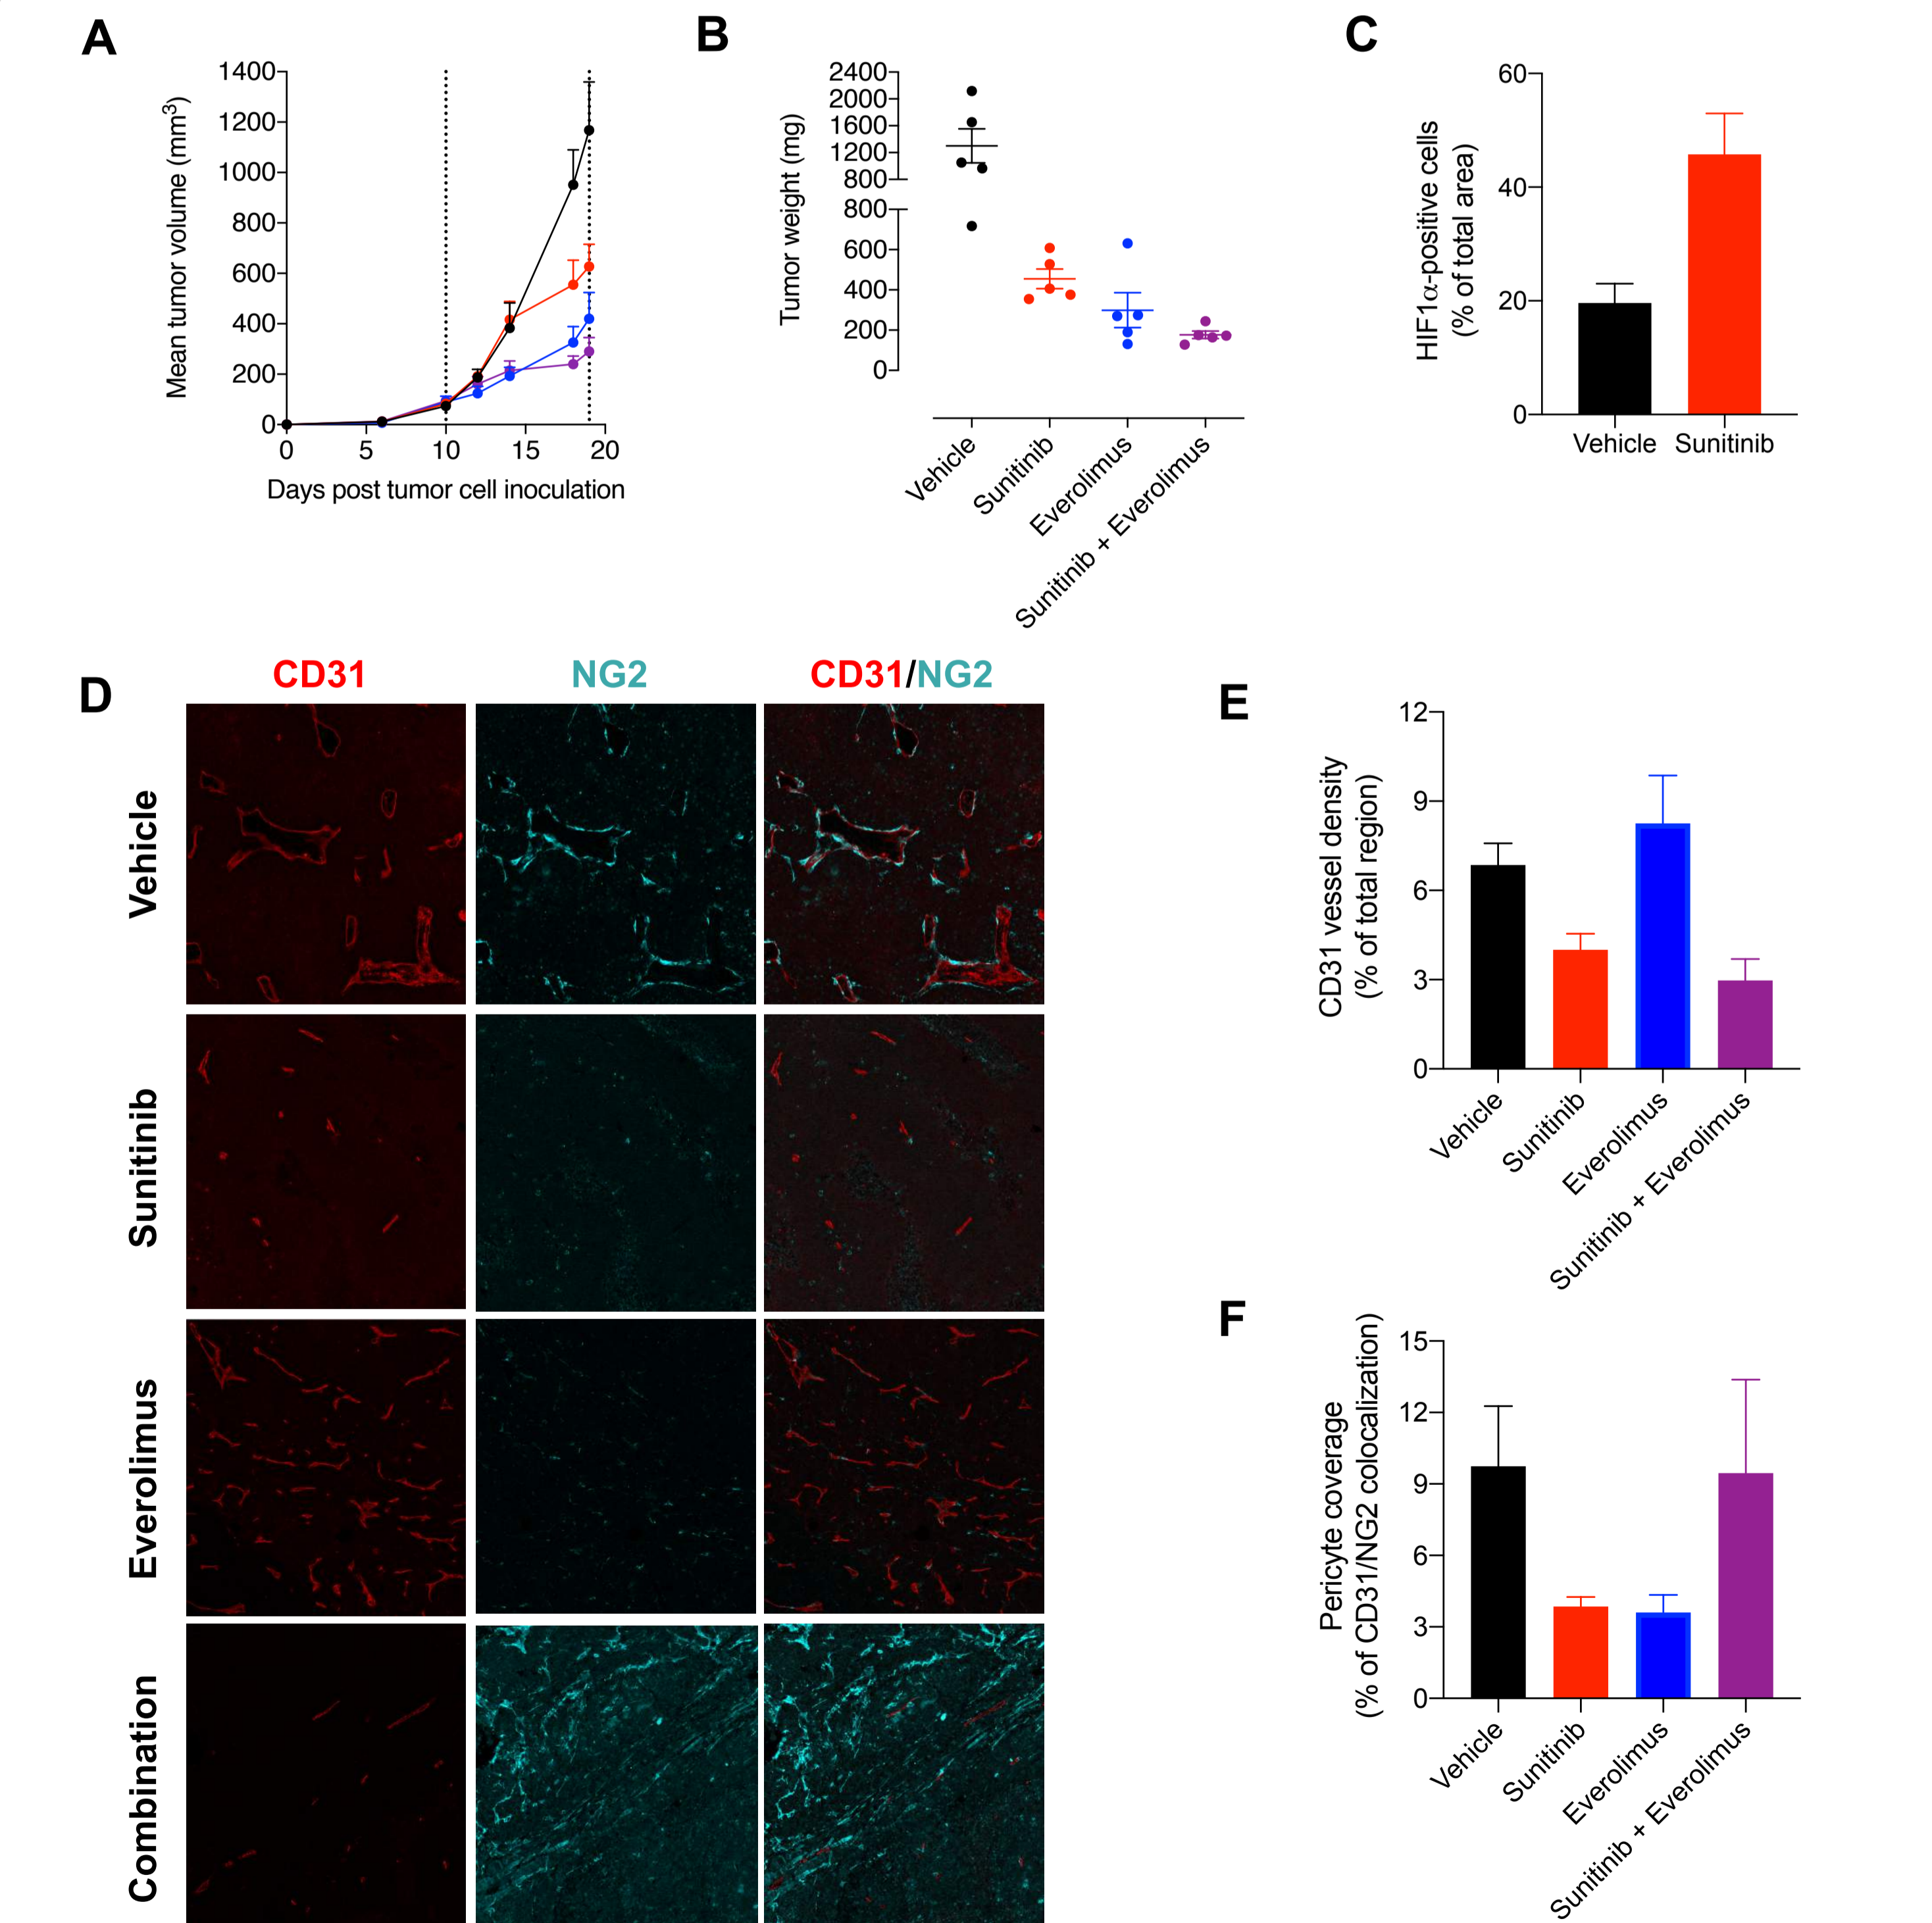 A
Mean tumor volume (mm3)
1400
1200
1000
800
600
400
200
0
0 5 10 15 20
Days post tumor cell inoculation
B
Tumor weight (mg)
2400
2000
1600
1200
800
800
600
400
200
0
Vehicle
Sunitinib
Everolimus
Sunitinib + Everolimus
C
HIF1α-positive cells
(% of total area)
60
40
20
0
Vehicle Sunitinib
D
CD31 NG2 CD31/NG2
Vehicle
Sunitinib
Everolimus
Combination
E
CD31 vessel density
(% of total region)
12
9
6
3
0
Vehicle
Sunitinib
Everolimus
Sunitinib + Everolimus
F
Pericyte coverage
(% of CD31/NG2 colocalization)
15
12
9
6
3
0
Vehicle
Sunitinib
Everolimus
Sunitinib + Everolimus